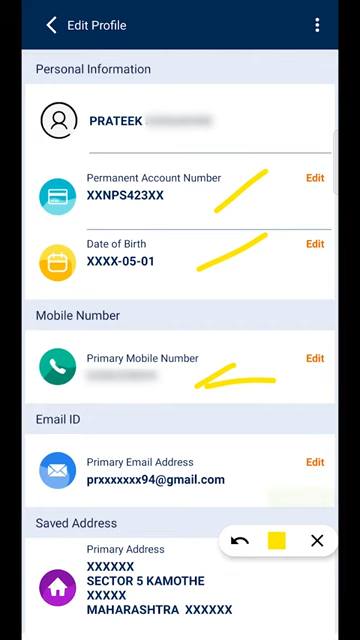 Edit Profile
Personal Information
PRATEEK
Permanent Account Number
Edit
XXNPS423XX
Date of Birth
Edit
XXXX-05-01
Mobile Number
Primary Mobile Number
Edit
Email ID
Primary Email Address
Edit
prxxxxxxx94@gmail.com
Saved Address
Primary Address
XXXXXX
SECTOR 5 KAMOTHE
XXXXX
MAHARASHTRA XXXXXX